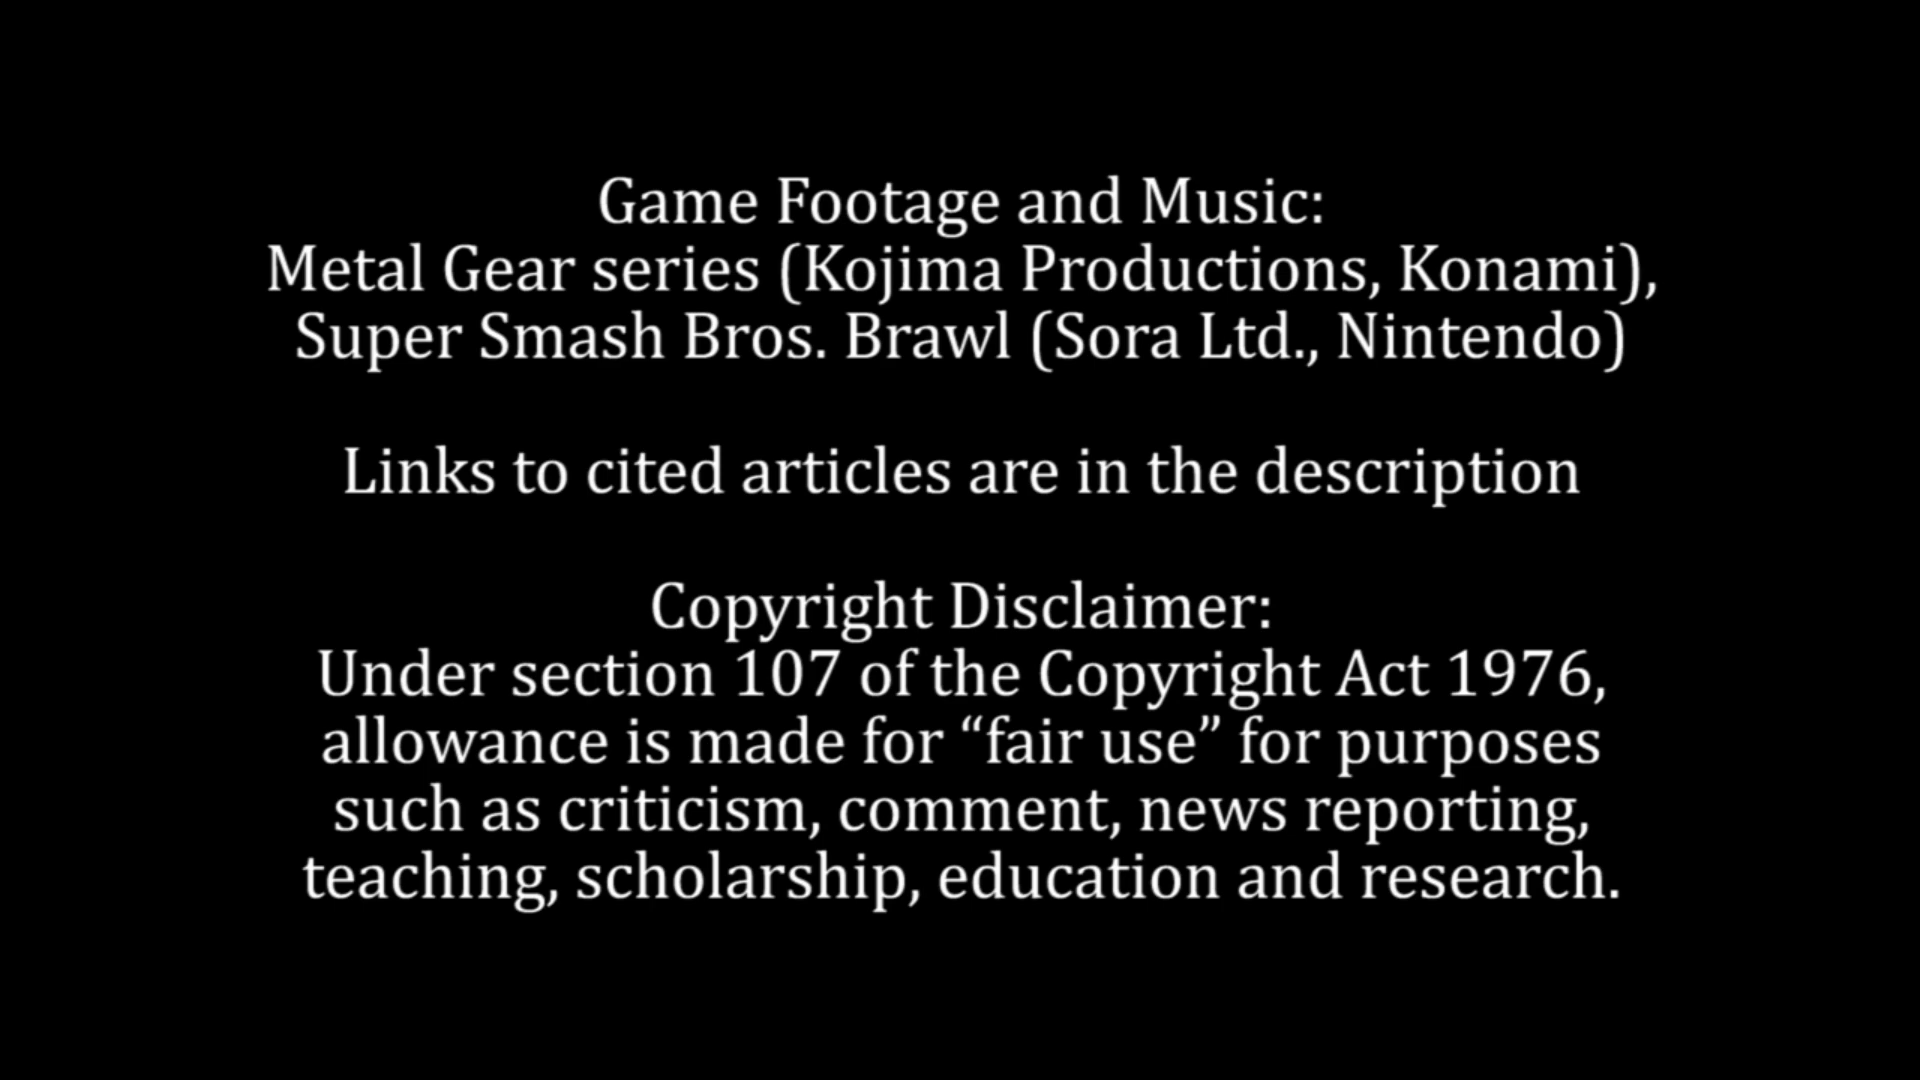 Game Footage and Music:
Metal Gear series (Kojima Productions, Konami),
Super Smash Bros. Brawl (Sora Ltd., Nintendo)
Links to cited articles are in the description
Copyright Disclaimer:
Under section 107 of the Copyright Act 1976,
allowance is made for “fair use” for purposes
such as criticism, comment, news reporting,
teaching, scholarship, education and research.